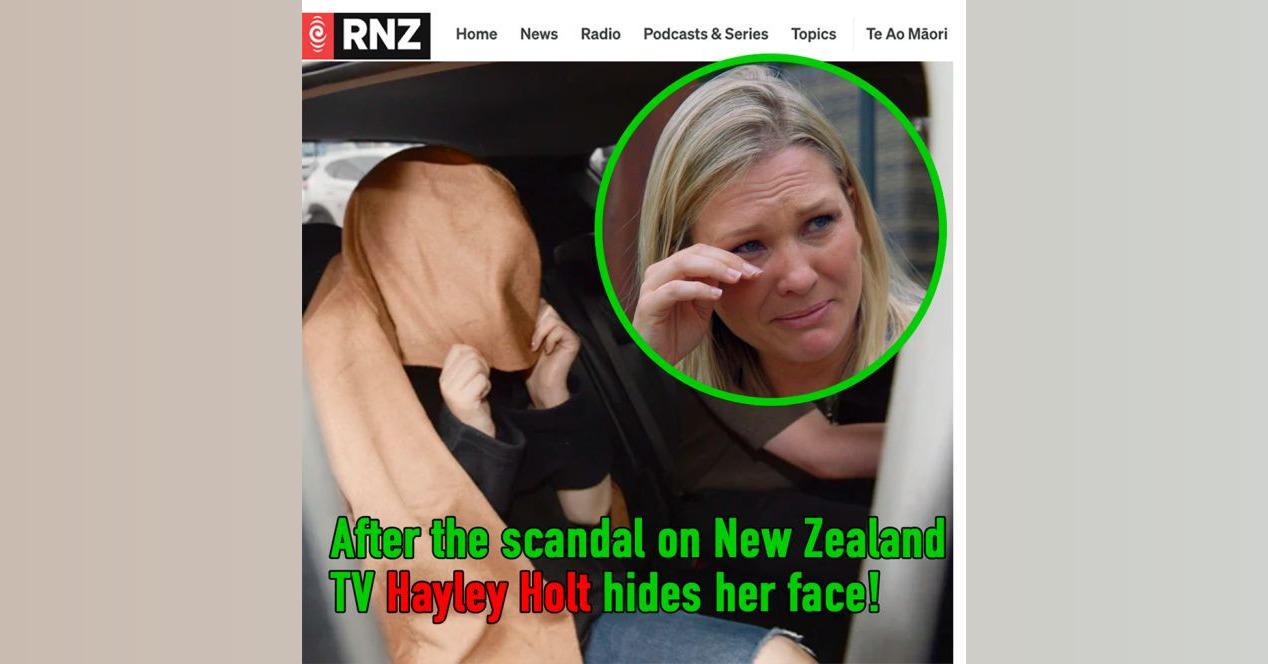 RNZ Home News Radio Podcasts & Series Topics Te Ao Māori
After the scandal on New Zealand
TV Hayley Holt hides her face!